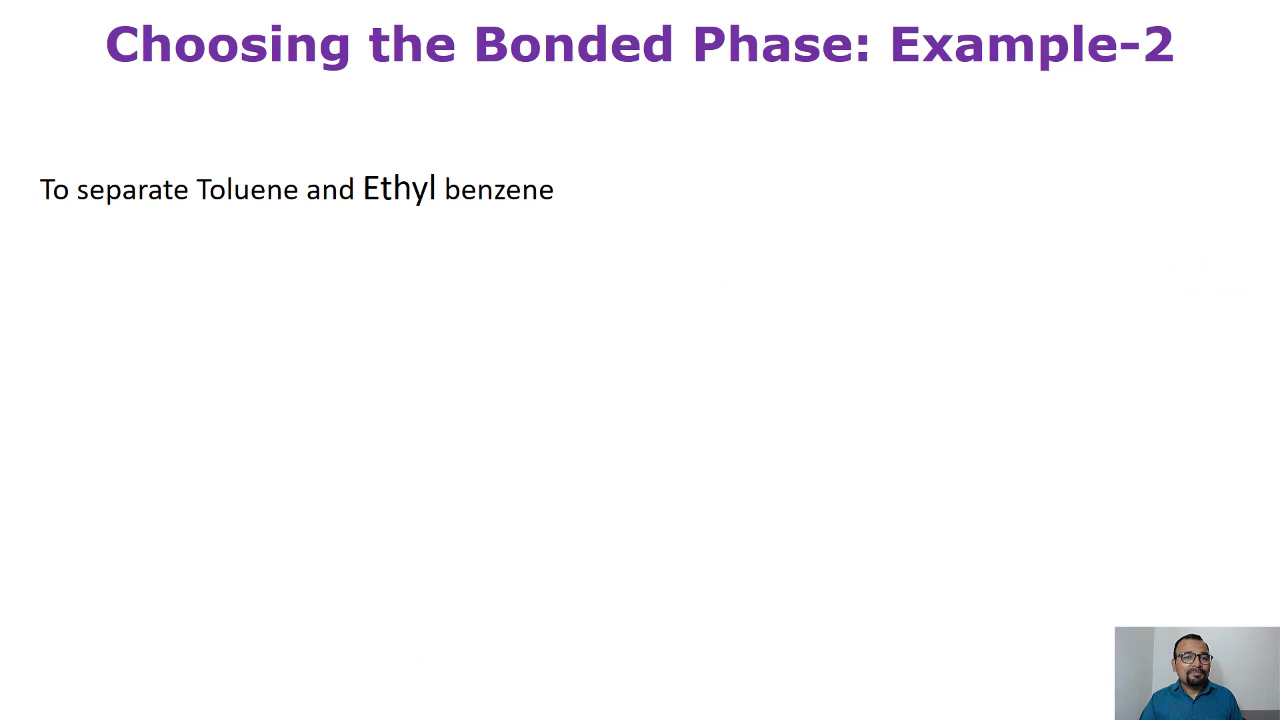 Choosing the Bonded Phase: Example-2
To separate Toluene and Ethyl benzene